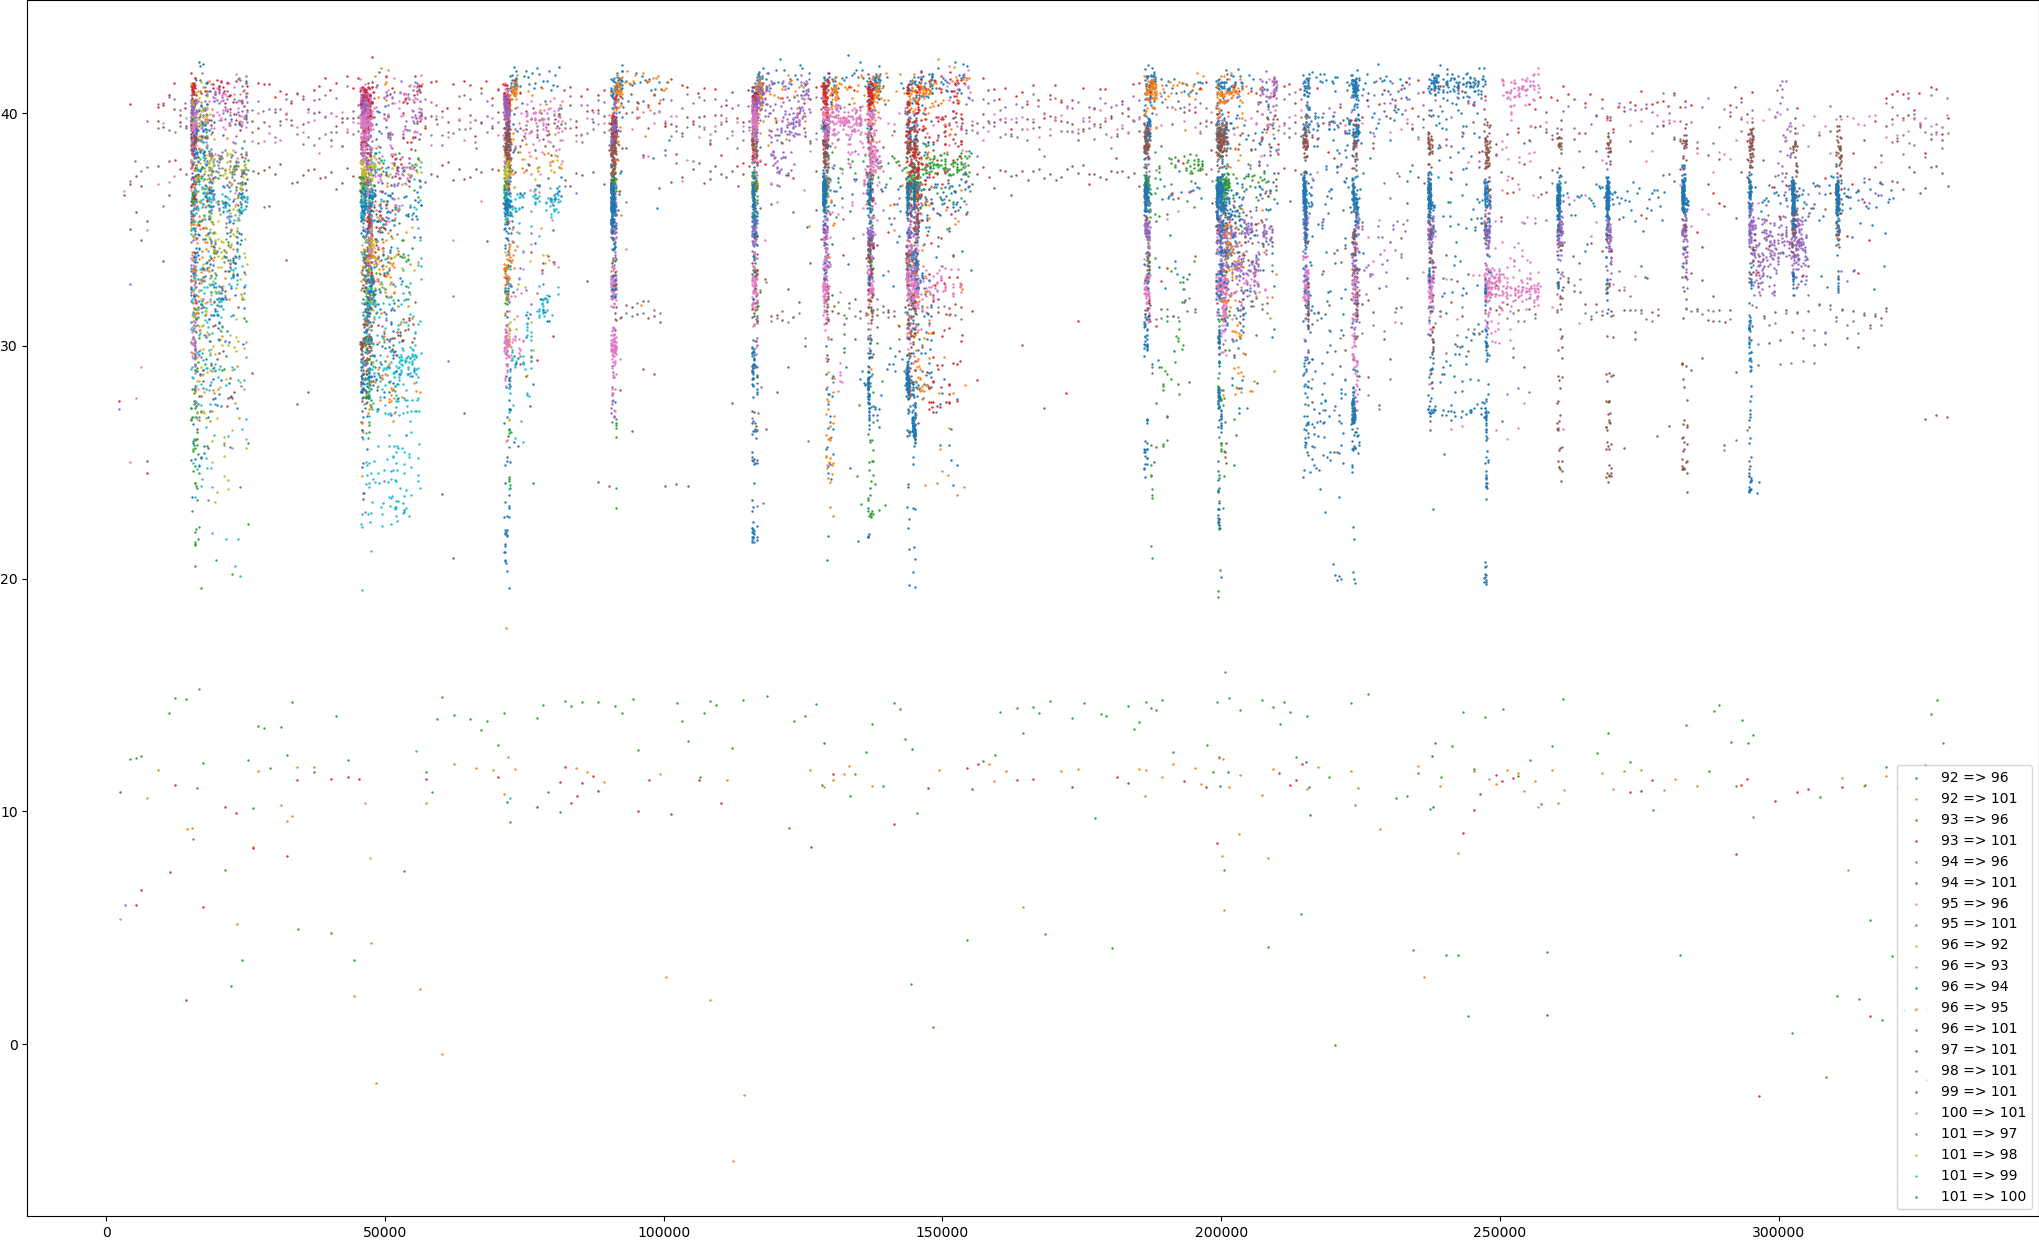 40
30
20
10
0
0
50000
100000
150000
200000
250000
300000
92 => 96
92 => 101
93 => 96
93 => 101
94 => 96
94 => 101
95 => 96
95 => 101
96 => 92
96 => 93
96 => 94
96 => 95
96 => 101
97 => 101
98 => 101
99 => 101
100 => 101
101 => 97
101 => 98
101 => 99
101 => 100